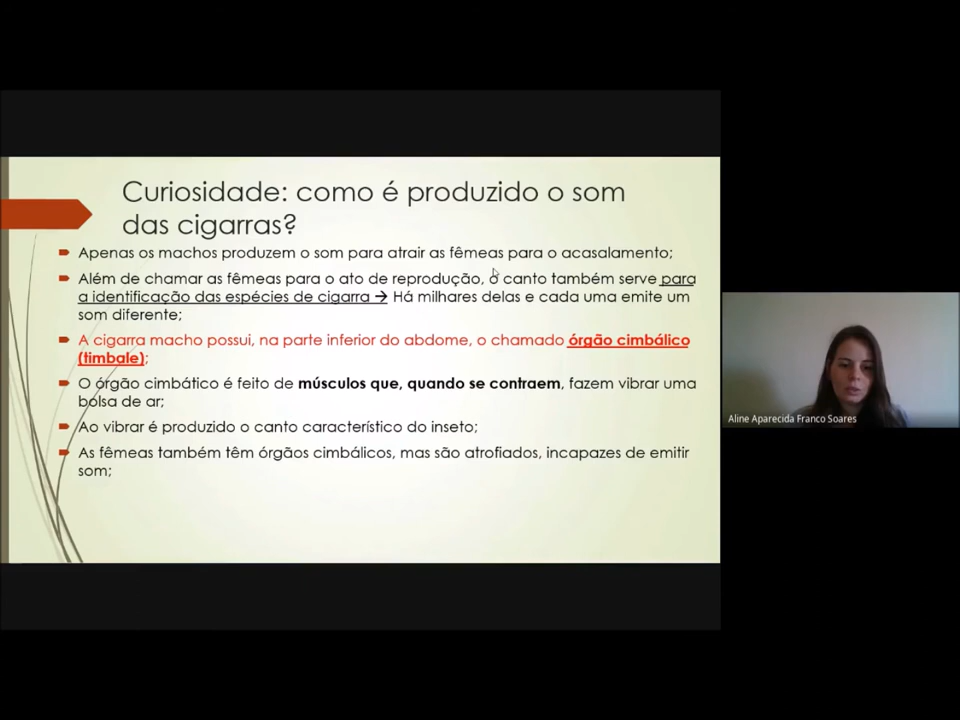 Curiosidade: como é produzido o som
das cigarras?
Apenas os machos produzem o som para atrair as fêmeas para o acasalamento;
Além de chamar as fêmeas para o ato de reprodução, o canto também serve para
a identificação das espécies de cigarra → Há milhares delas e cada uma emite um
som diferente;
A cigarra macho possui, na parte inferior do abdome, o chamado órgão cimbálico
(timbale);
O órgão cimbático é feito de músculos que, quando se contraem, fazem vibrar uma
bolsa de ar;
Ao vibrar é produzido o canto característico do inseto;
As fêmeas também têm órgãos cimbálicos, mas são atrofiados, incapazes de emitir
som;
Aline Aparecida Franco Soares